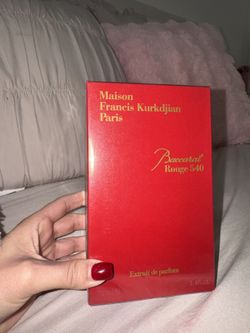 Maison
Francis Kurkdjian
Paris
Baccarat
Rouge 540
Extrait de parfum